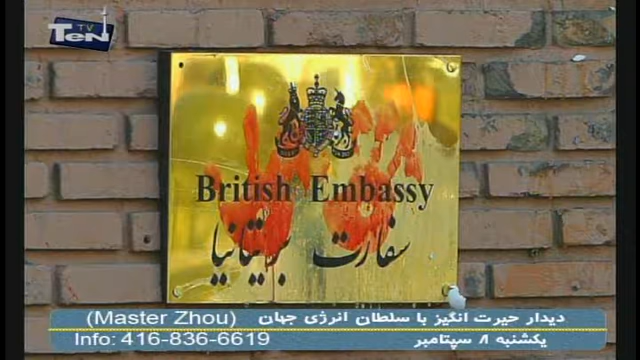 TV
TEN
British Embassy
سفارت بریتانیا
دیدار حیرت انگیز با سلطان انرژی جهان (Master Zhou)
یکشنبه ۸ سپتامبر Info: 416-836-6619